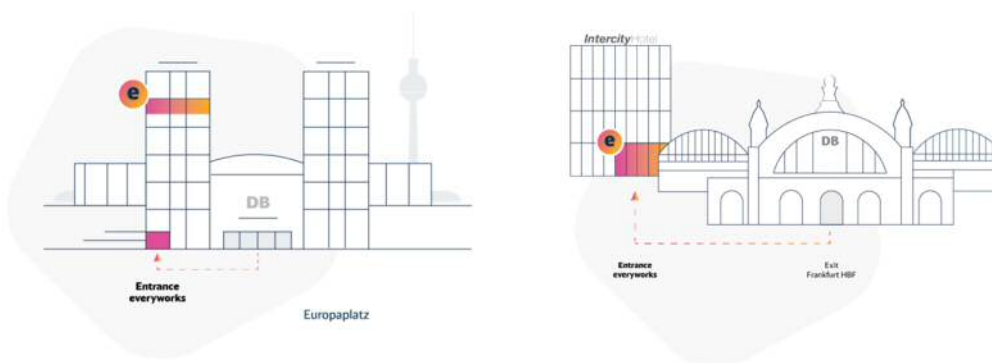 e
DB
Entrance
everyworks
Europaplatz
IntercityHotel
e
DB
Entrance
everyworks
Exit
Frankfurt HBF